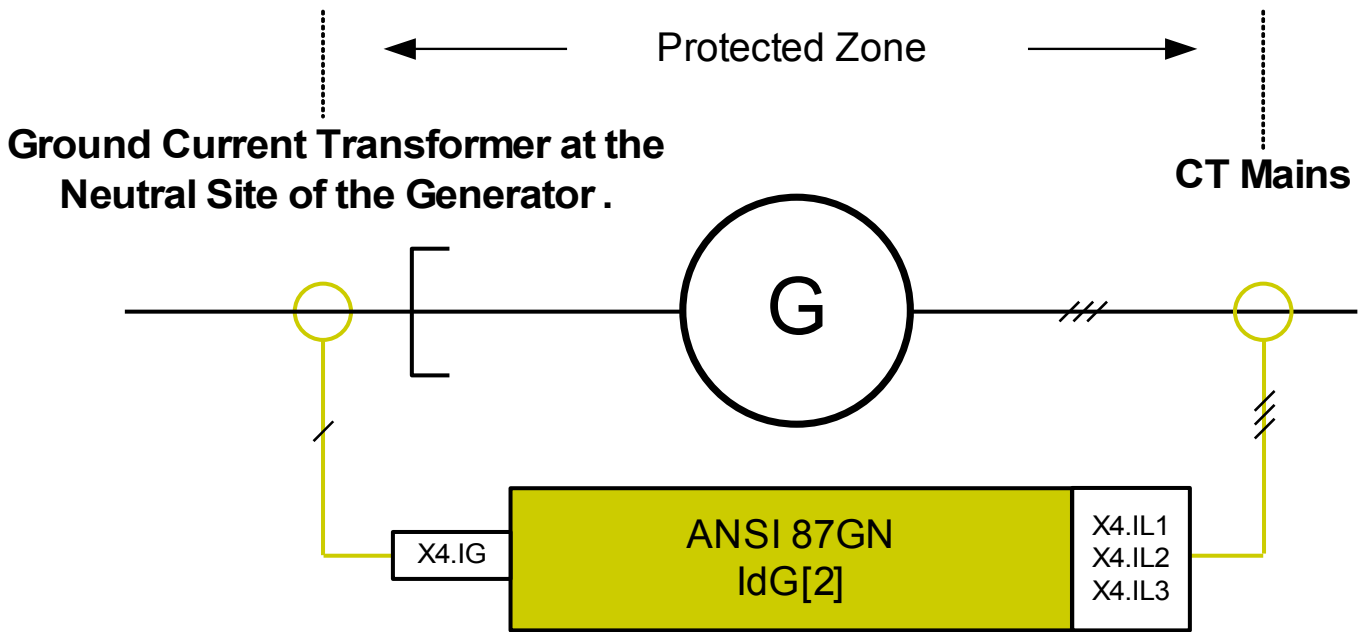 Protected Zone
Ground Current Transformer at the
Neutral Site of the Generator .
CT Mains
G
X4.IG
ANSI 87GN
IdG[2]
X4.IL1
X4.IL2
X4.IL3